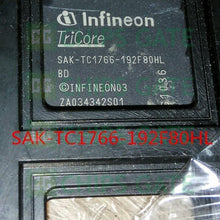 infineon
TriCore
SAK-TC1766-192F80HL
BD
©INFINEON03
ZA034342S01
SAK-TC1766-192F80HL